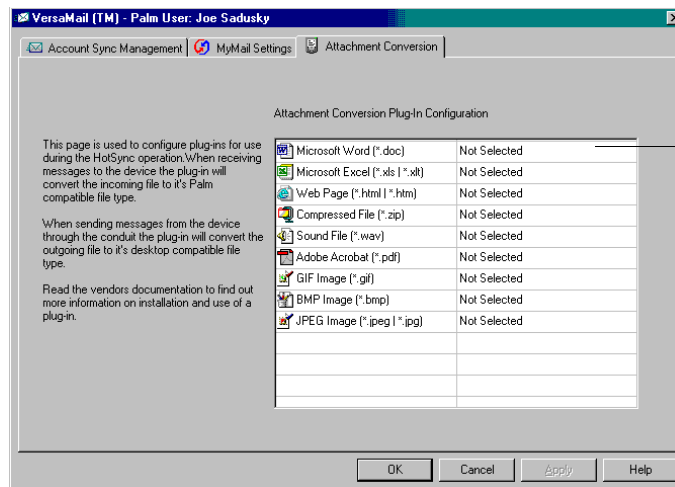 VersaMail (TM) - Palm User: Joe Sadusky
Account Sync Management MyMail Settings Attachment Conversion
Attachment Conversion Plug-In Configuration
This page is used to configure plug-ins for use
during the HotSync operation.When receiving
messages to the device the plug-in will
convert the incoming file to it's Palm
compatible file type.
When sending messages from the device
through the conduit the plug-in will convert the
outgoing file to it's desktop compatible file
type.
Read the vendors documentation to find out
more information on installation and use of a
plug-in.
Microsoft Word (*.doc) Not Selected
Microsoft Excel (*.xls | *.xlt) Not Selected
Web Page (*.html | *.htm) Not Selected
Compressed File (*.zip) Not Selected
Sound File (*.wav) Not Selected
Adobe Acrobat (*.pdf) Not Selected
GIF Image (*.gif) Not Selected
BMP Image (*.bmp) Not Selected
JPEG Image (*.jpeg | *.jpg) Not Selected
OK Cancel Apply Help